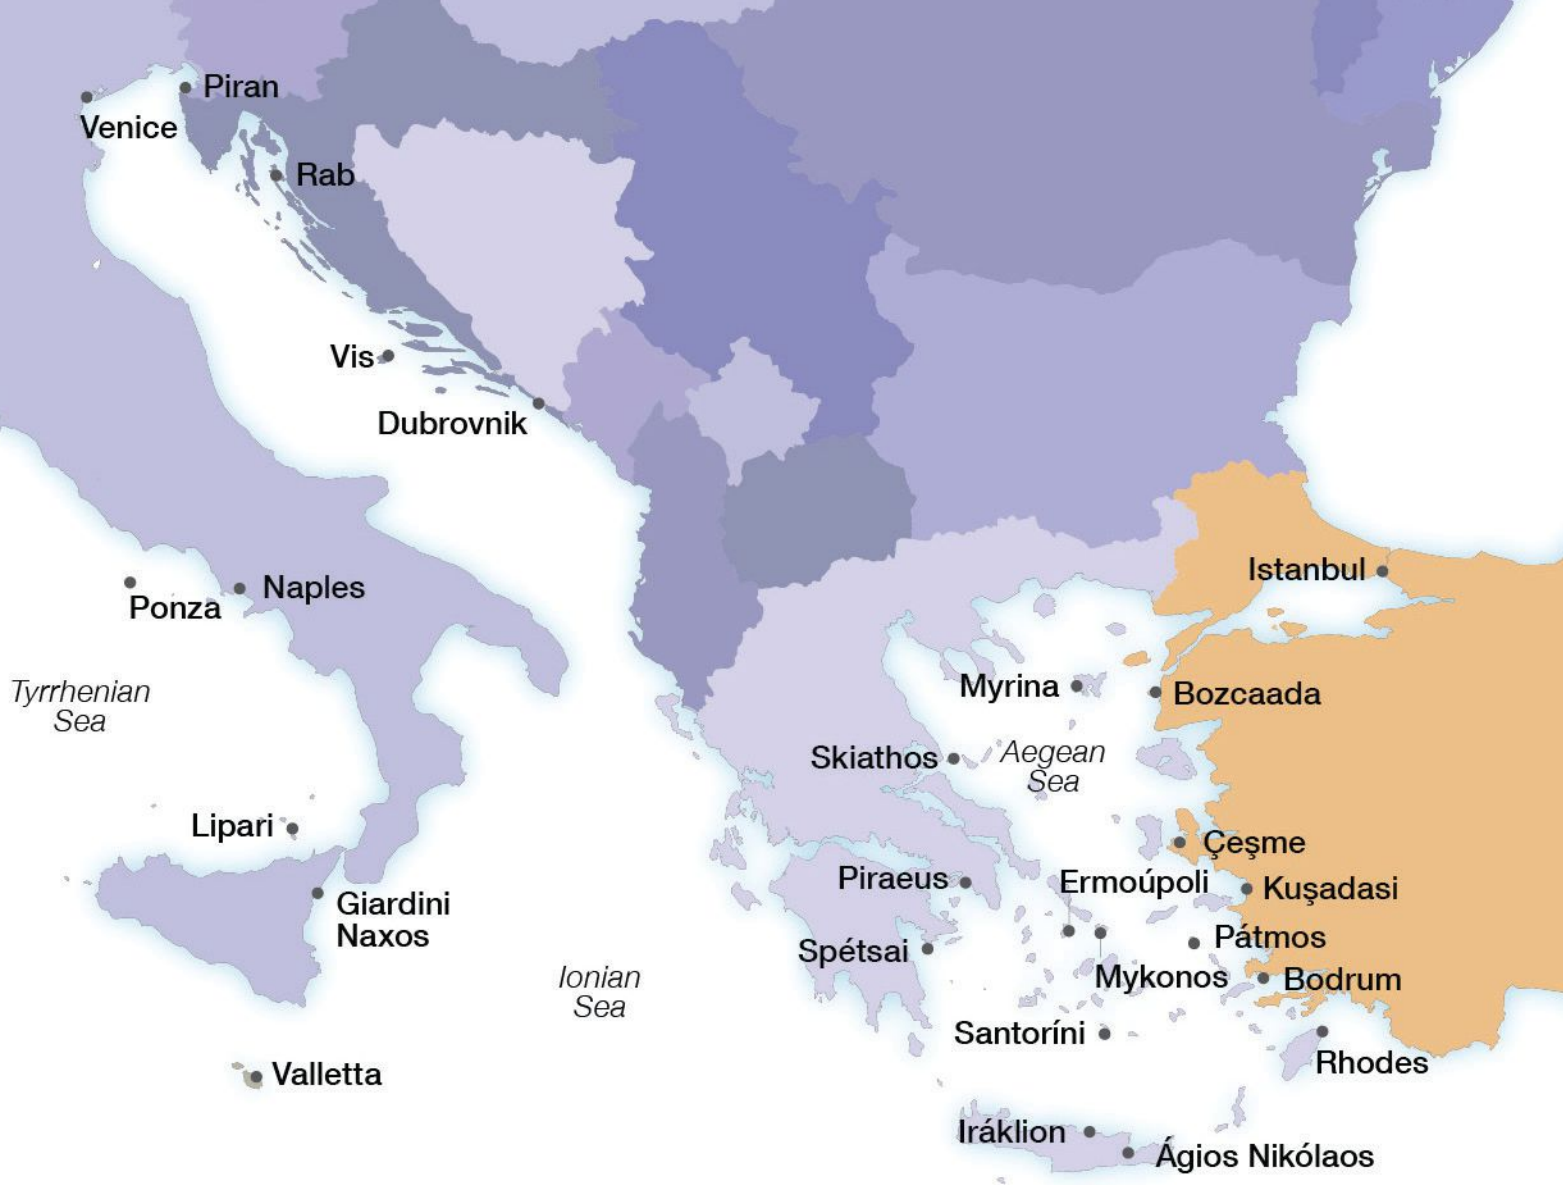 Piran
Venice
Rab
Vis
Dubrovnik
Istanbul
Naples
Ponza
Tyrrhenian
Sea
Myrina
Bozcaada
Skiathos
Aegean
Sea
Lipari
Çeşme
Piraeus
Ermoúpoli
Kuşadasi
Giardini
Naxos
Spétsai
Pátmos
Ionian
Sea
Mykonos
Bodrum
Santoríni
Rhodes
Valletta
Iráklion
Ágios Nikólaos